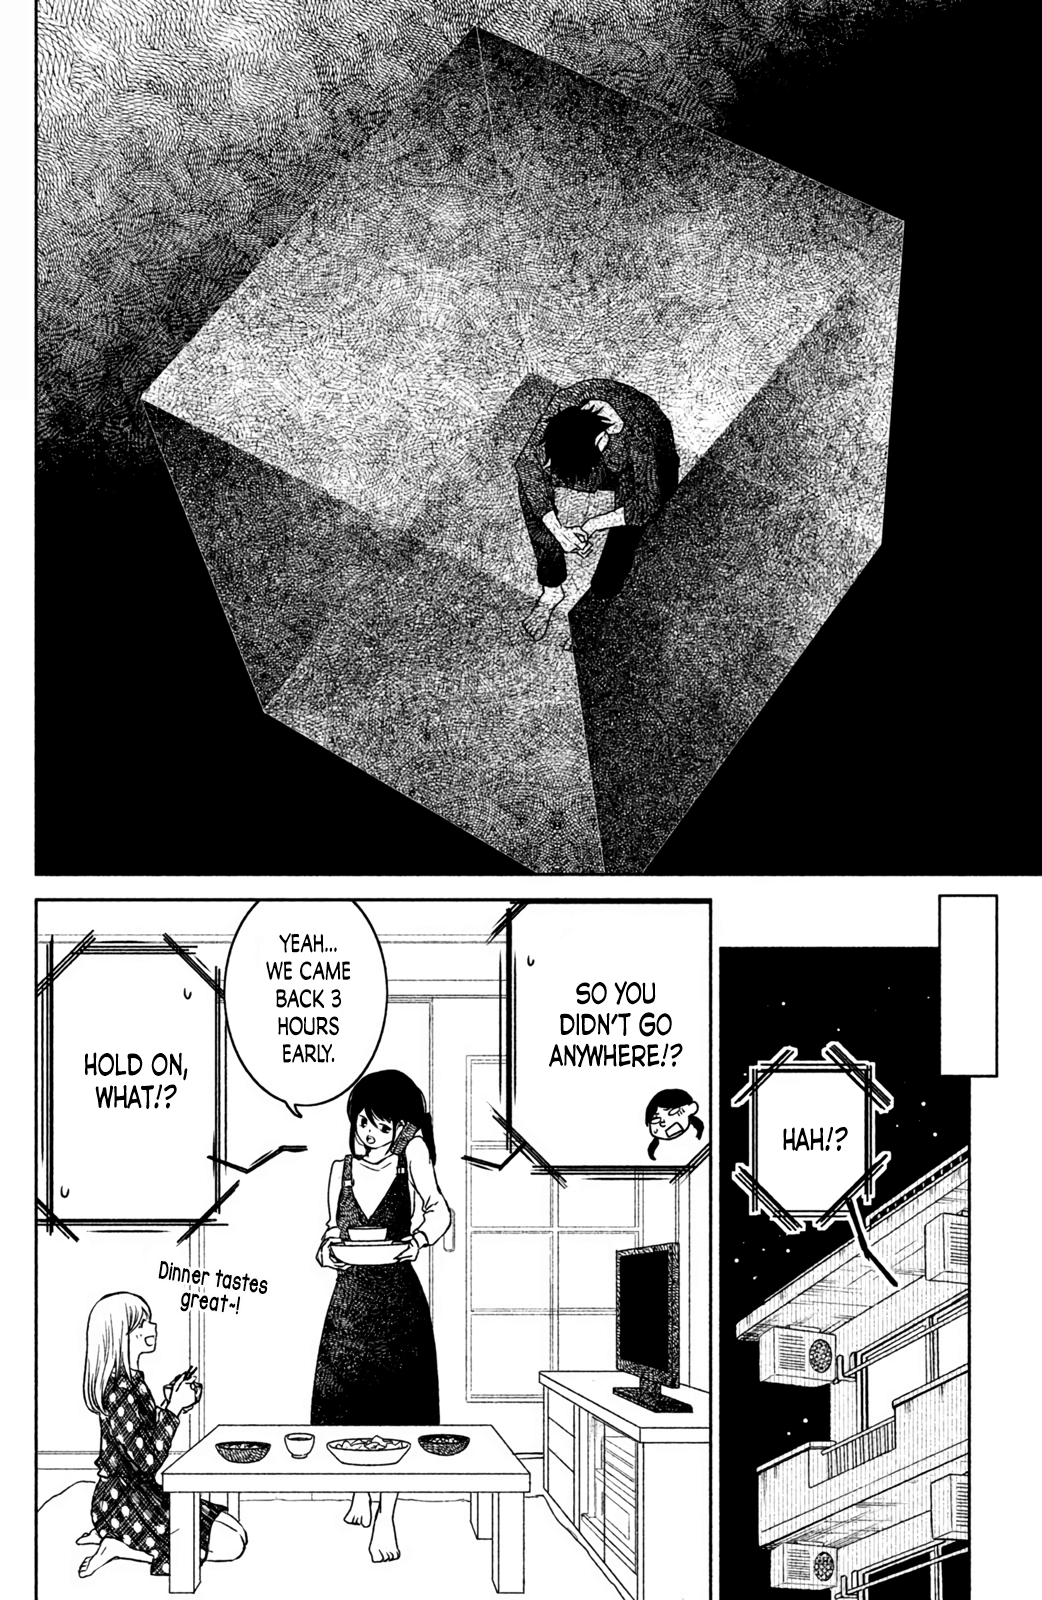 HAH!?
SO YOU
DIDN'T GO
ANYWHERE!?
YEAH...
WE CAME
BACK 3
HOURS
EARLY.
HOLD ON,
WHAT!?
Dinner tastes
great~!